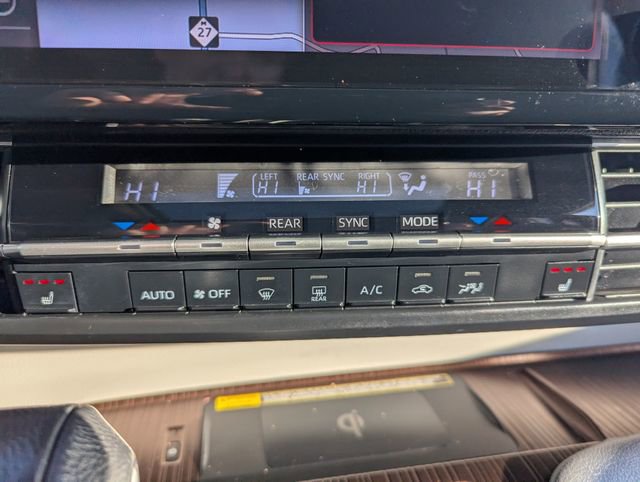 M
27
LEFT REAR SYNC RIGHT PASS
HI HI HI HI
REAR SYNC MODE
AUTO OFF REAR A/C